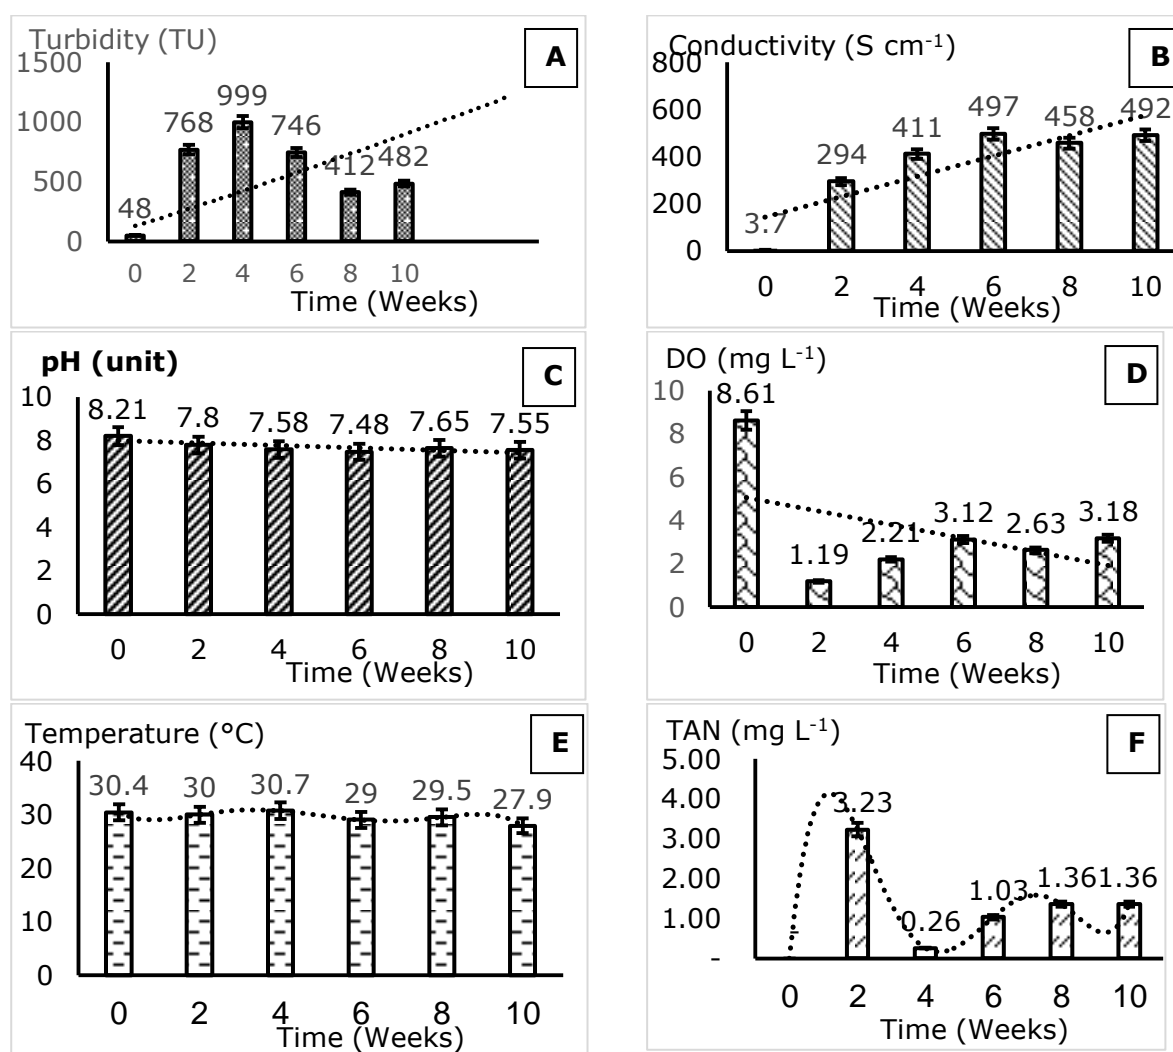 Turbidity (TU)
A
1500
1000
500
0
48
768
999
746
412
482
0 2 4 6 8 10
Time (Weeks)
Conductivity (S cm⁻¹)
B
800
600
400
200
0
3.7
294
411
497
458
492
0 2 4 6 8 10
Time (Weeks)
pH (unit)
C
10
8
6
4
2
0
8.21
7.8
7.58
7.48
7.65
7.55
0 2 4 6 8 10
Time (Weeks)
DO (mg L⁻¹)
D
10
8
6
4
2
0
8.61
1.19
2.21
3.12
2.63
3.18
0 2 4 6 8 10
Time (Weeks)
Temperature (°C)
E
40
30
20
10
0
30.4
30
30.7
29
29.5
27.9
0 2 4 6 8 10
Time (Weeks)
TAN (mg L⁻¹)
F
5.00
4.00
3.00
2.00
1.00
-
-
3.23
0.26
1.03
1.36
1.36
0 2 4 6 8 10
Time (Weeks)